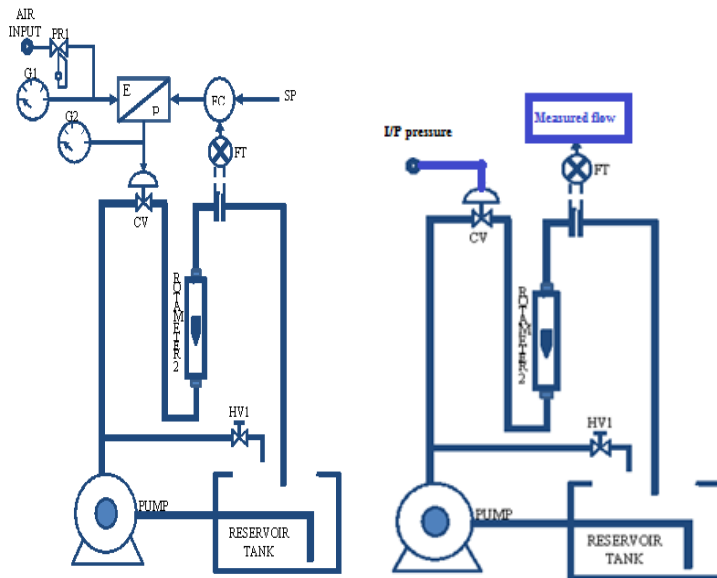 AIR
INPUT
PR1
G1
E
P
FC
SP
G2
FT
CV
ROTAMETER2
HV1
PUMP
RESERVOIR
TANK
I/P pressure
Measured flow
FT
CV
ROTAMETER2
HV1
PUMP
RESERVOIR
TANK